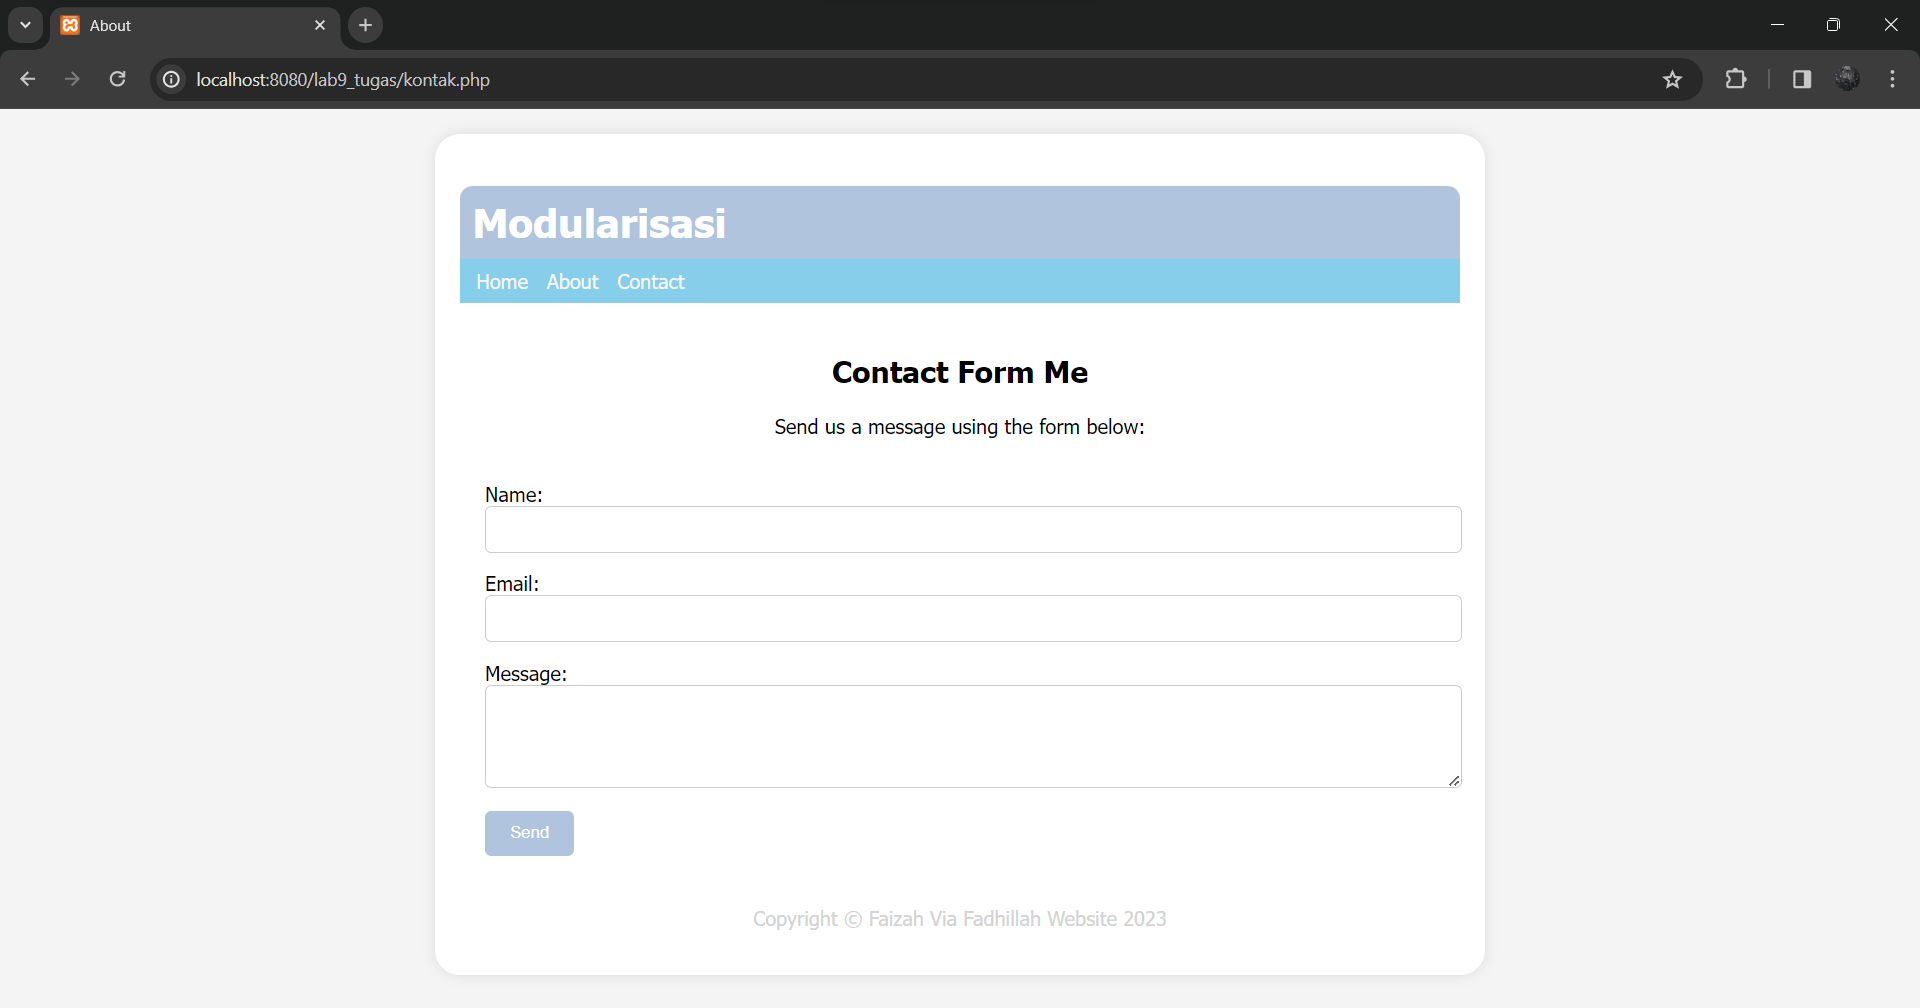 About
localhost:8080/lab9_tugas/kontak.php
Modularisasi
Home About Contact
Contact Form Me
Send us a message using the form below:
Name:
Email:
Message:
Send
Copyright © Faizah Via Fadhillah Website 2023